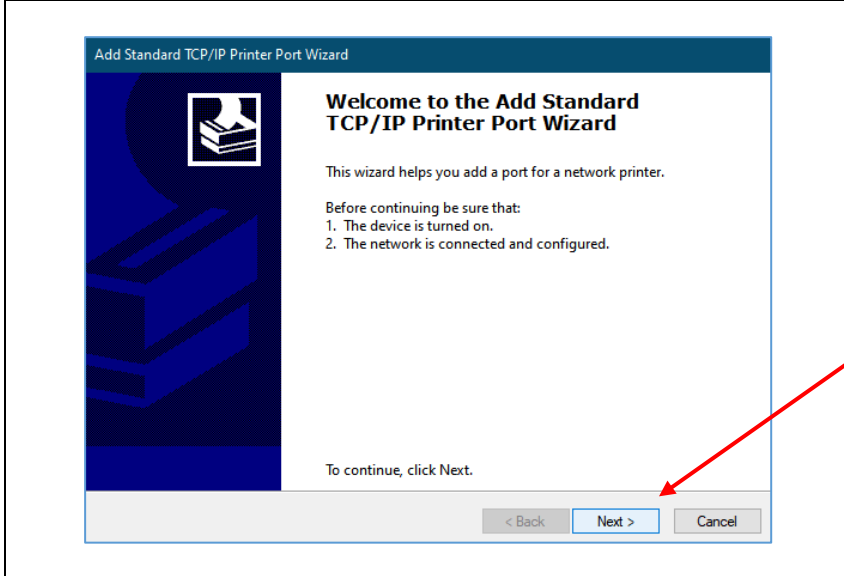 Add Standard TCP/IP Printer Port Wizard
Welcome to the Add Standard
TCP/IP Printer Port Wizard
This wizard helps you add a port for a network printer.
Before continuing be sure that:
1. The device is turned on.
2. The network is connected and configured.
To continue, click Next.
< Back Next > Cancel